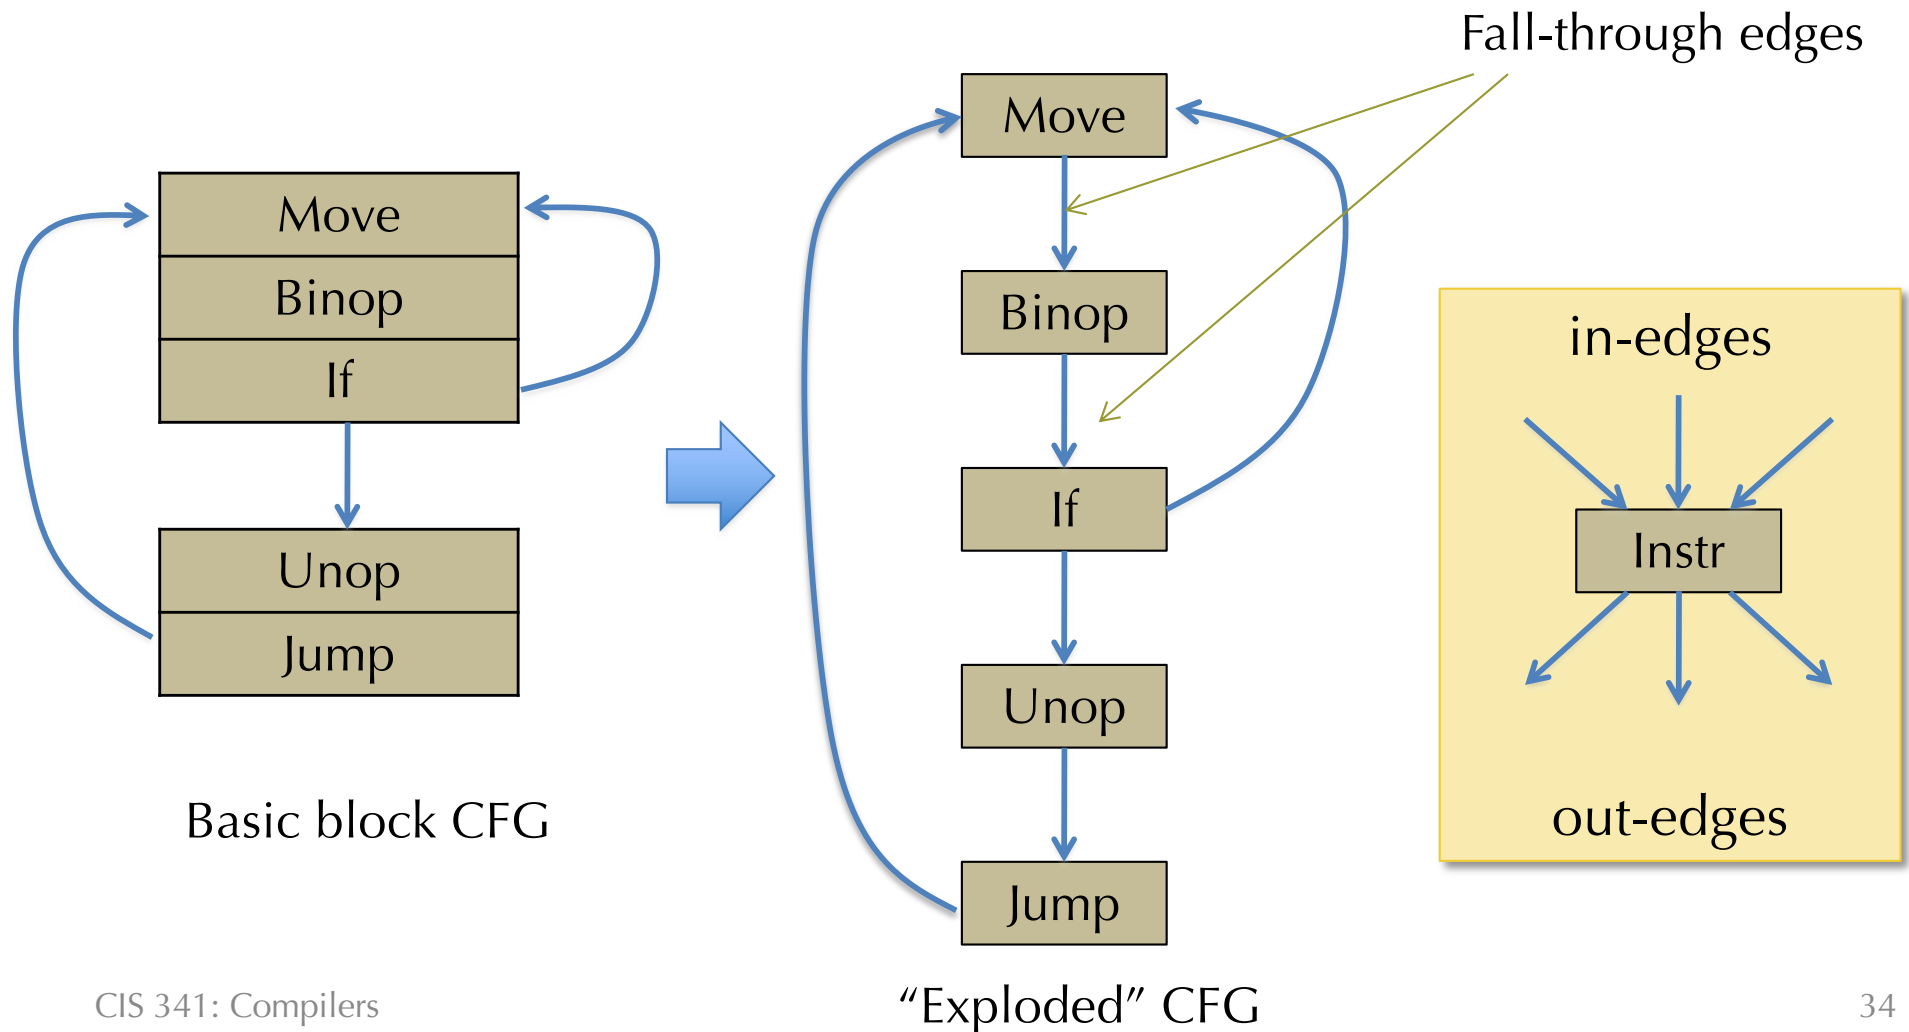 Fall-through edges
Move
Binop
If
Unop
Jump
Basic block CFG
Move
Binop
If
Unop
Jump
"Exploded" CFG
in-edges
Instr
out-edges
CIS 341: Compilers
34